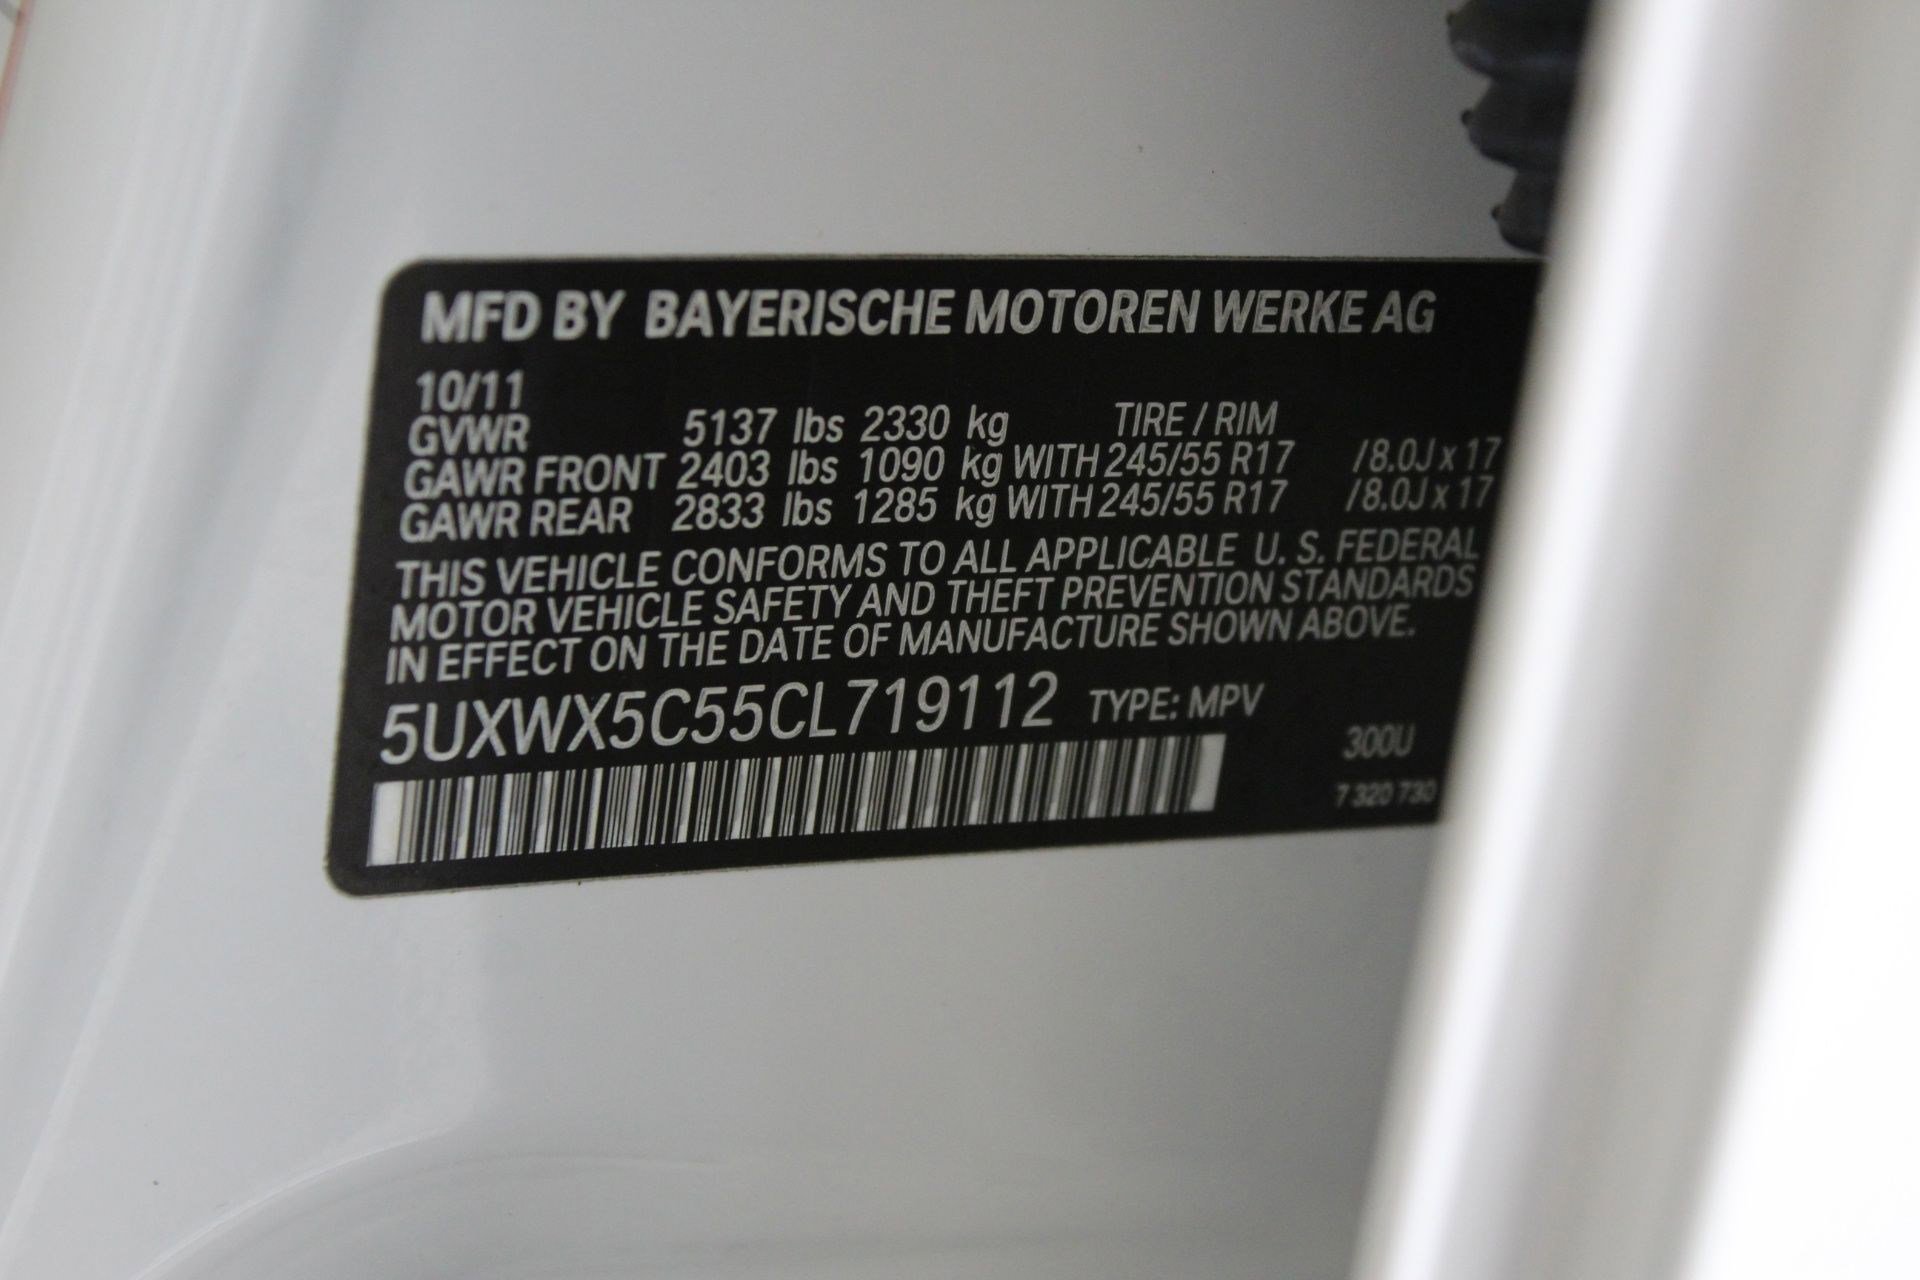 MFD BY BAYERISCHE MOTOREN WERKE AG
10/11
GVWR 5137 lbs 2330 kg TIRE / RIM
GAWR FRONT 2403 lbs 1090 kg WITH 245/55 R17 /8.0J x 17
GAWR REAR 2833 lbs 1285 kg WITH 245/55 R17 /8.0J x 17
THIS VEHICLE CONFORMS TO ALL APPLICABLE U. S. FEDERAL
MOTOR VEHICLE SAFETY AND THEFT PREVENTION STANDARDS
IN EFFECT ON THE DATE OF MANUFACTURE SHOWN ABOVE.
5UXWX5C55CL719112 TYPE: MPV
300U
7 320 730